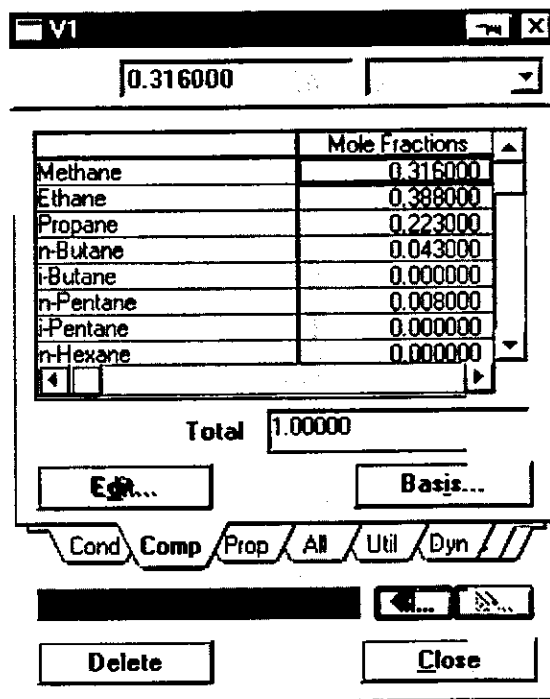 V1
0.316000
Mole Fractions
Methane 0.316000
Ethane 0.388000
Propane 0.223000
n-Butane 0.043000
i-Butane 0.000000
n-Pentane 0.008000
i-Pentane 0.000000
n-Hexane 0.000000
Total 1.00000
Edit... Basis...
Cond Comp Prop All Util Dyn
Delete Close